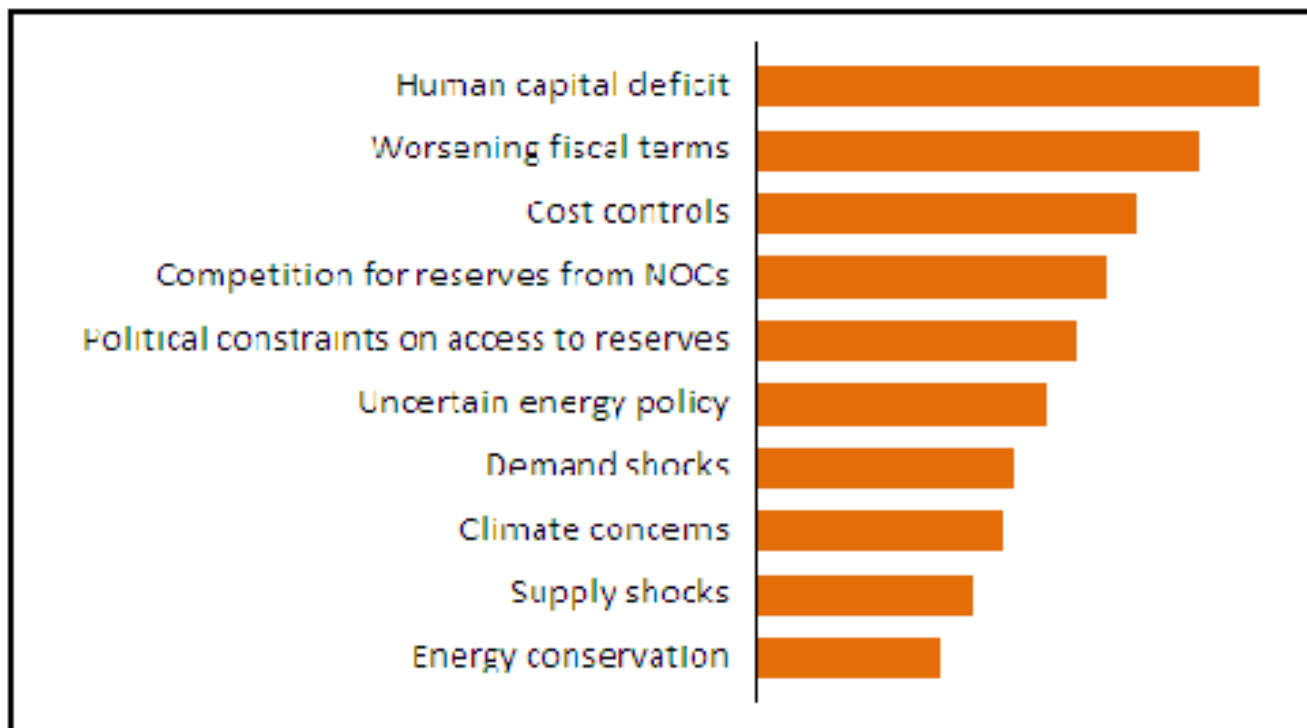 Human capital deficit
Worsening fiscal terms
Cost controls
Competition for reserves from NOCs
Political constraints on access to reserves
Uncertain energy policy
Demand shocks
Climate concerns
Supply shocks
Energy conservation